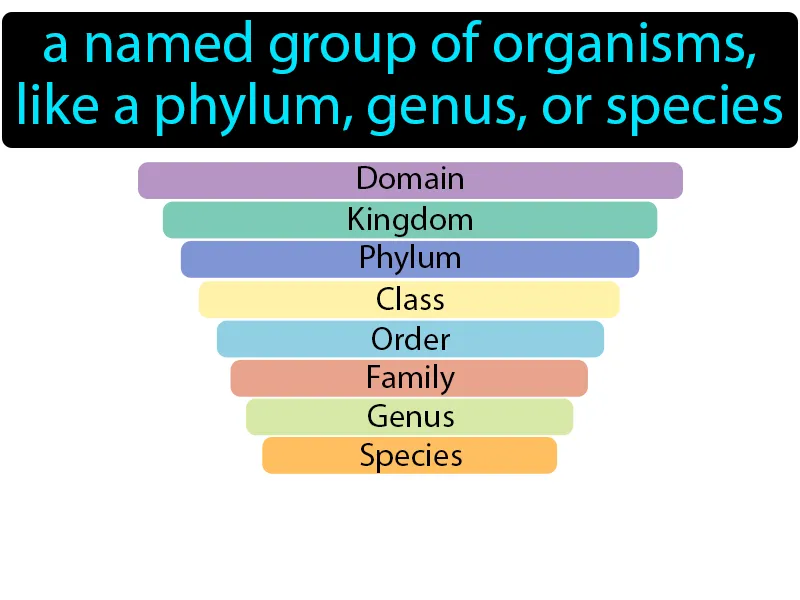 a named group of organisms,
like a phylum, genus, or species
Domain
Kingdom
Phylum
Class
Order
Family
Genus
Species